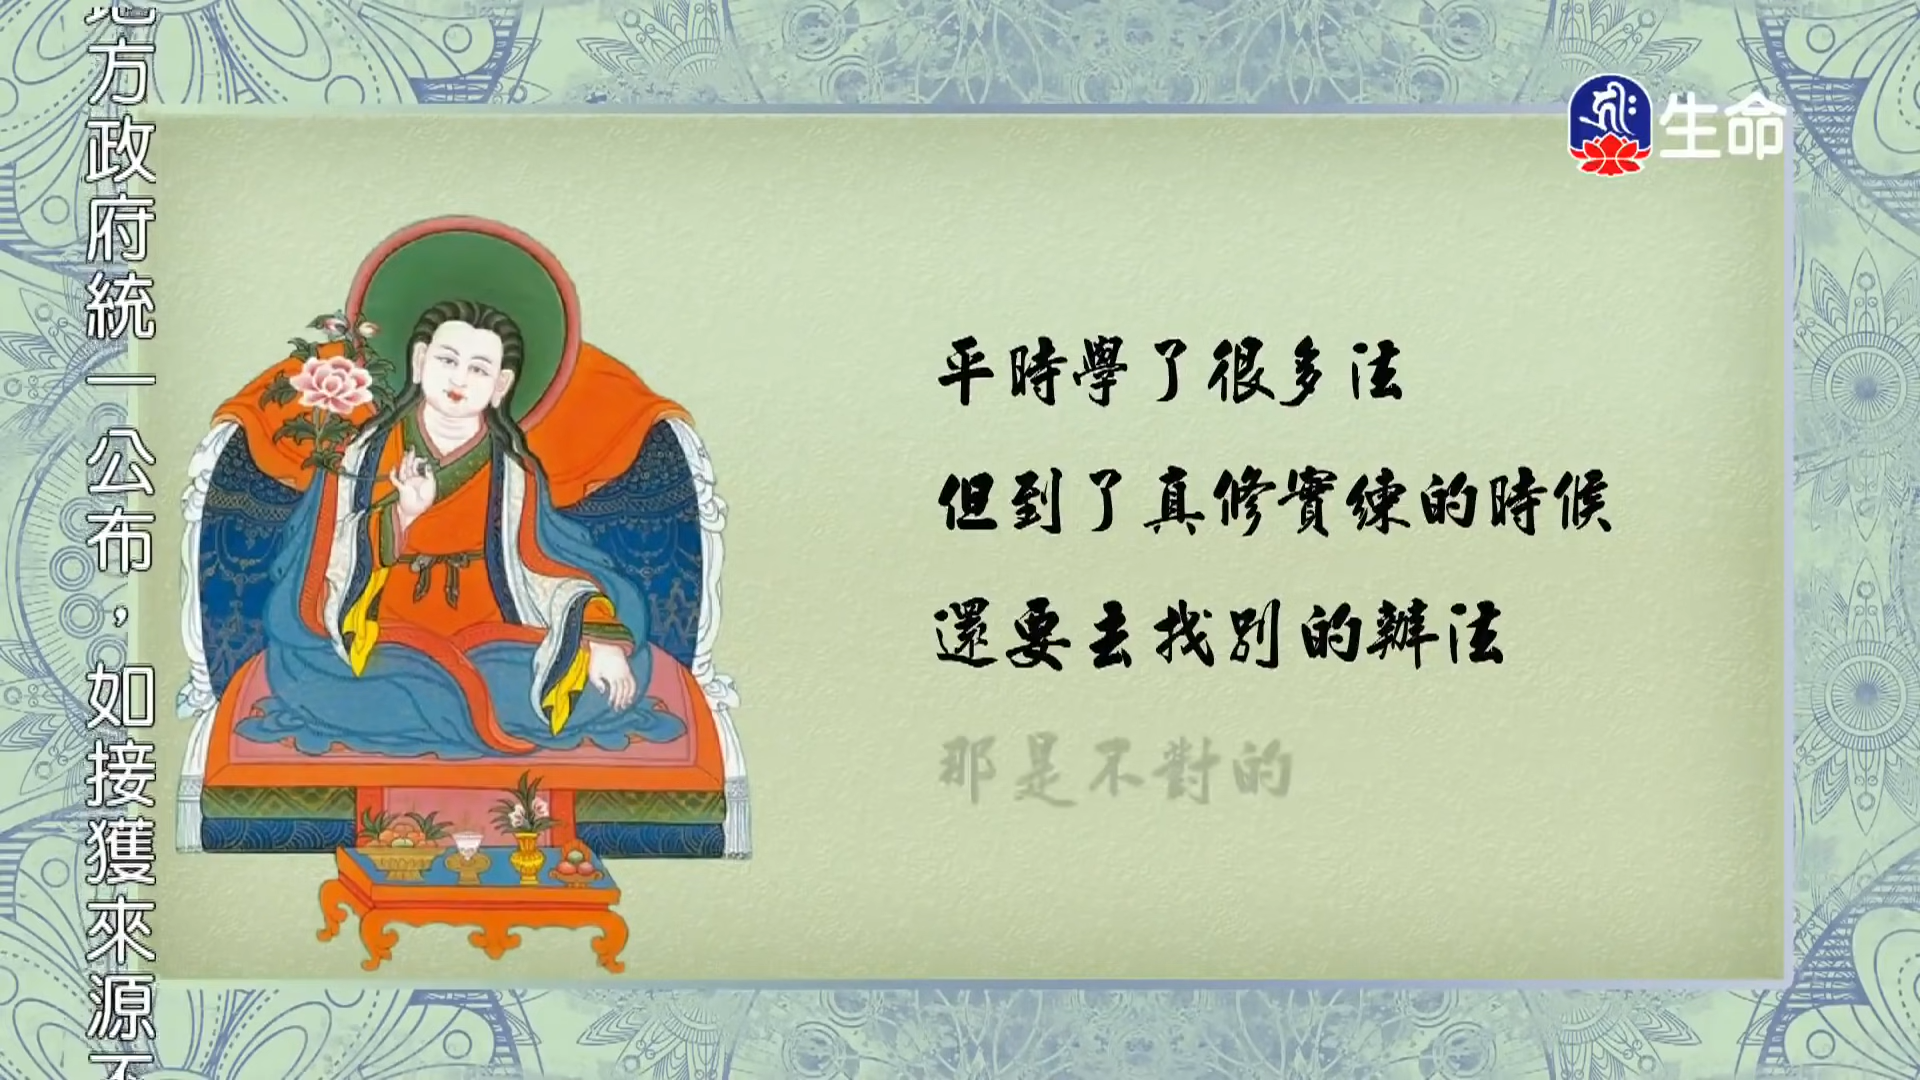 生命
平時學了很多法
但到了真修實練的時候
還要去找別的辦法
那是不對的
地方政府統一公布，如接獲來源不